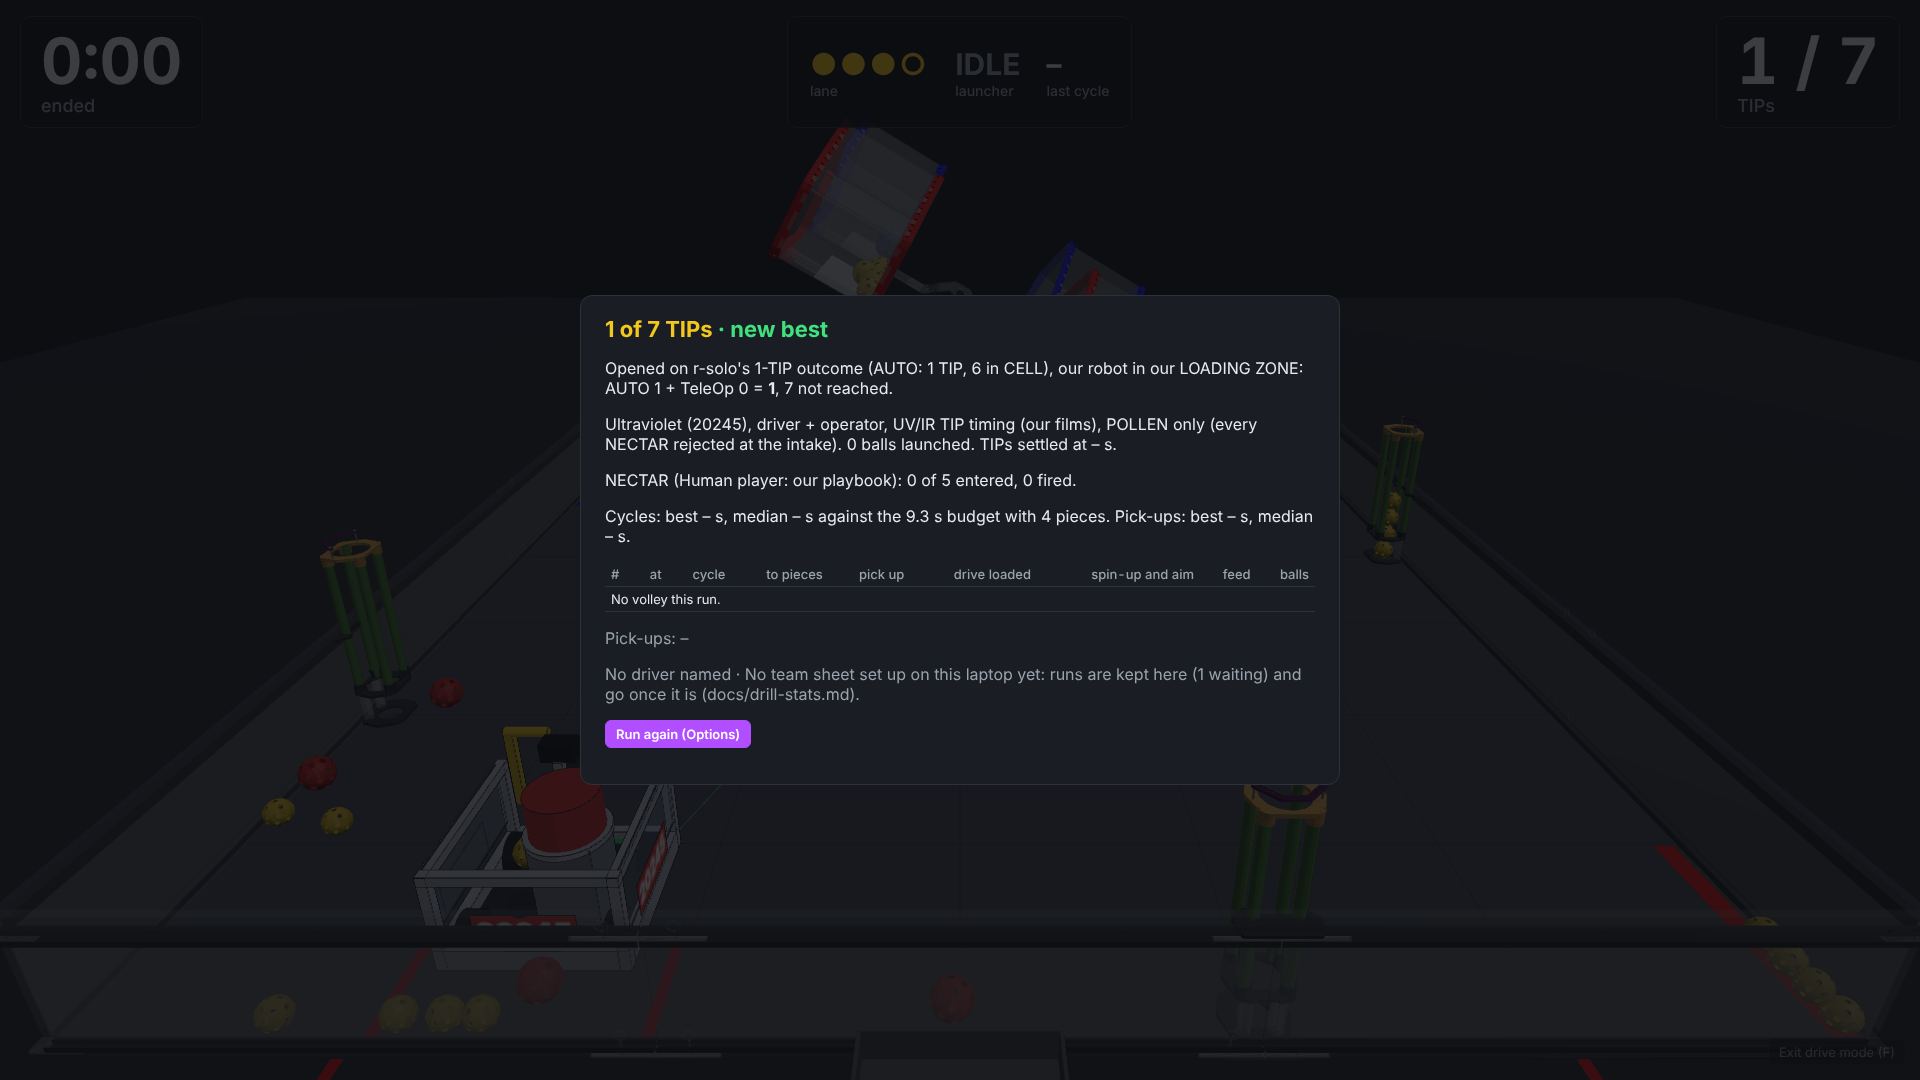 0:00
ended
lane
IDLE
launcher
–
last cycle
1 / 7
TIPs
1 of 7 TIPs · new best
Opened on r-solo's 1-TIP outcome (AUTO: 1 TIP, 6 in CELL), our robot in our LOADING ZONE:
AUTO 1 + TeleOp 0 = 1, 7 not reached.
Ultraviolet (20245), driver + operator, UV/IR TIP timing (our films), POLLEN only (every
NECTAR rejected at the intake). 0 balls launched. TIPs settled at – s.
NECTAR (Human player: our playbook): 0 of 5 entered, 0 fired.
Cycles: best – s, median – s against the 9.3 s budget with 4 pieces. Pick-ups: best – s, median
– s.
# at cycle to pieces pick up drive loaded spin-up and aim feed balls
No volley this run.
Pick-ups: –
No driver named · No team sheet set up on this laptop yet: runs are kept here (1 waiting) and
go once it is (docs/drill-stats.md).
Run again (Options)
Exit drive mode (F)